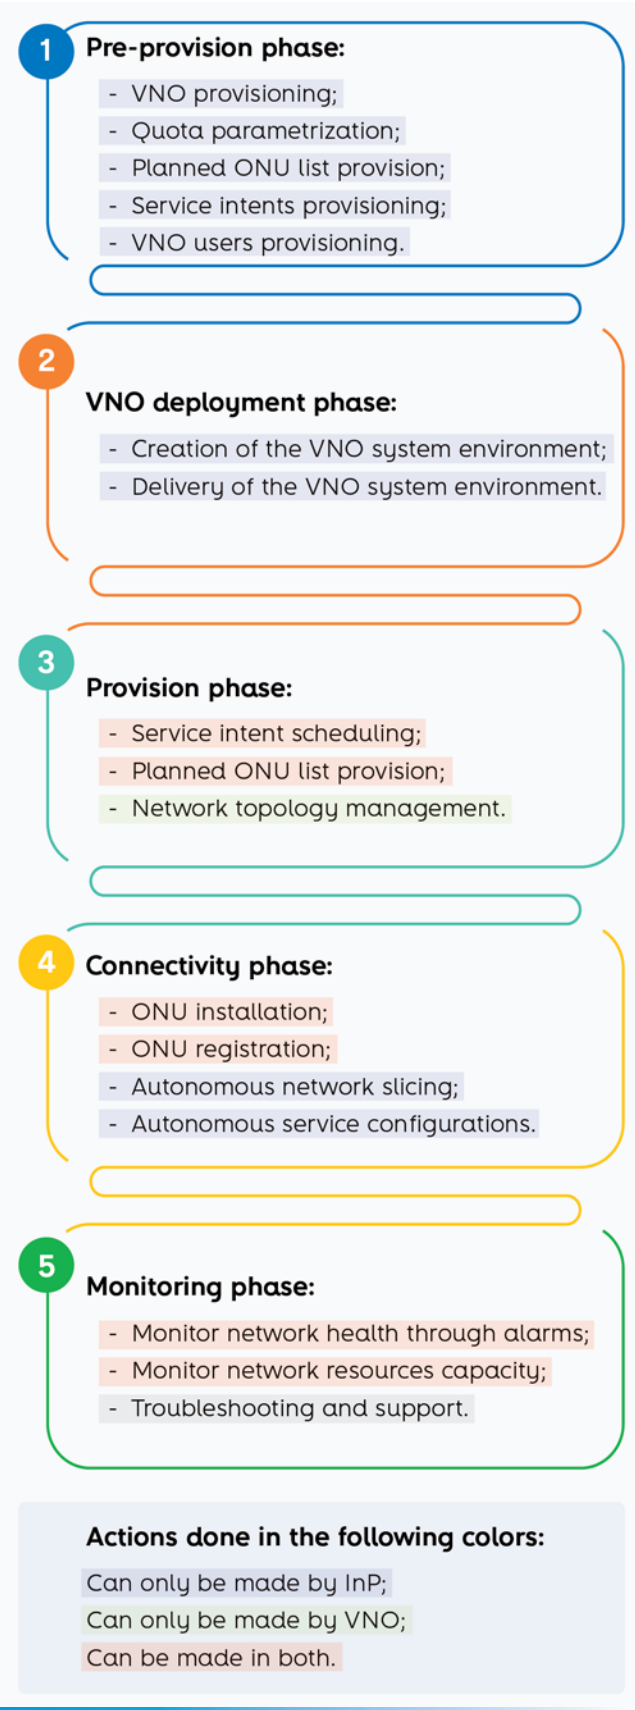 1
Pre-provision phase:
- VNO provisioning;
- Quota parametrization;
- Planned ONU list provision;
- Service intents provisioning;
- VNO users provisioning.
2
VNO deployment phase:
- Creation of the VNO system environment;
- Delivery of the VNO system environment.
3
Provision phase:
- Service intent scheduling;
- Planned ONU list provision;
- Network topology management.
4
Connectivity phase:
- ONU installation;
- ONU registration;
- Autonomous network slicing;
- Autonomous service configurations.
5
Monitoring phase:
- Monitor network health through alarms;
- Monitor network resources capacity;
- Troubleshooting and support.
Actions done in the following colors:
Can only be made by InP;
Can only be made by VNO;
Can be made in both.